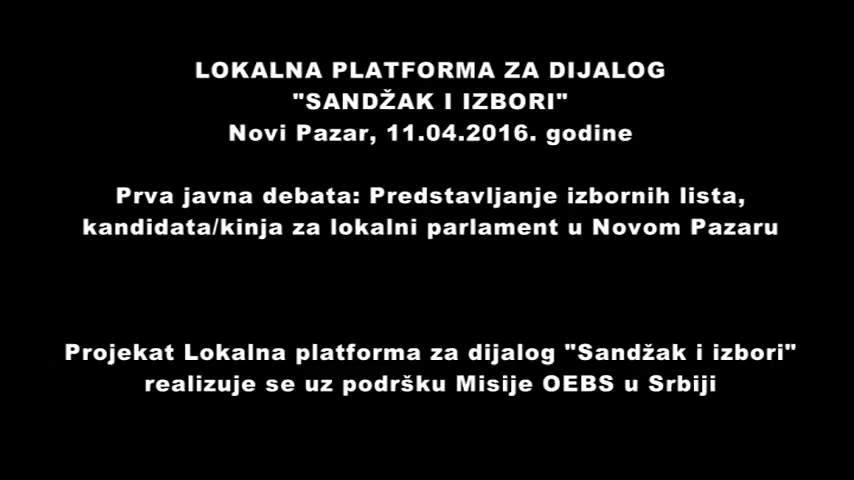 LOKALNA PLATFORMA ZA DIJALOG
"SANDŽAK I IZBORI"
Novi Pazar, 11.04.2016. godine
Prva javna debata: Predstavljanje izbornih lista,
kandidata/kinja za lokalni parlament u Novom Pazaru
Projekat Lokalna platforma za dijalog "Sandžak i izbori"
realizuje se uz podršku Misije OEBS u Srbiji